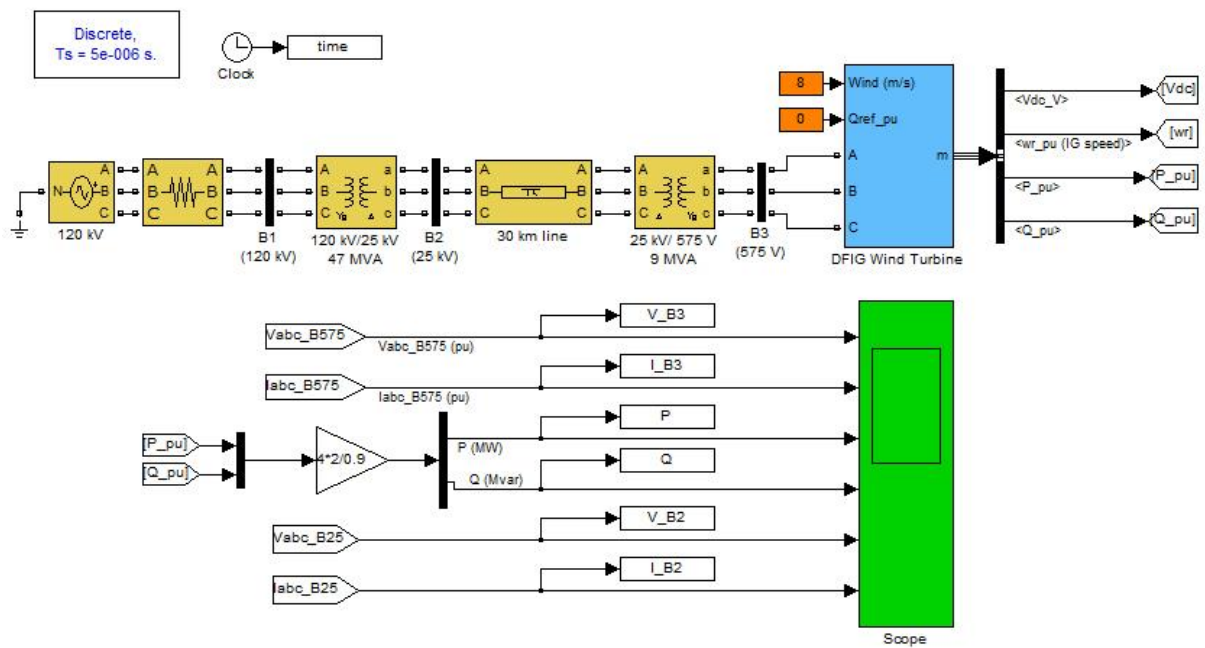 Discrete,
Ts = 5e-006 s.
Clock
time
8
0
Wind (m/s)
Qref_pu
A
B
C
m
DFIG Wind Turbine
<Vdc_V>
<wr_pu (IG speed)>
<P_pu>
<Q_pu>
[Vdc]
[wr]
[P_pu]
[Q_pu]
N
A
B
C
120 kV
A A
B B
C C
B1
(120 kV)
A a
B b
C c
Yg Δ
120 kV/25 kV
47 MVA
B2
(25 kV)
A A
B B
C C
30 km line
A a
B b
C c
Δ Yg
25 kV/ 575 V
9 MVA
B3
(575 V)
Vabc_B575
Vabc_B575 (pu)
V_B3
Iabc_B575
Iabc_B575 (pu)
I_B3
[P_pu]
[Q_pu]
4*2/0.9
P (MW)
Q (Mvar)
P
Q
Vabc_B25
V_B2
Iabc_B25
I_B2
Scope